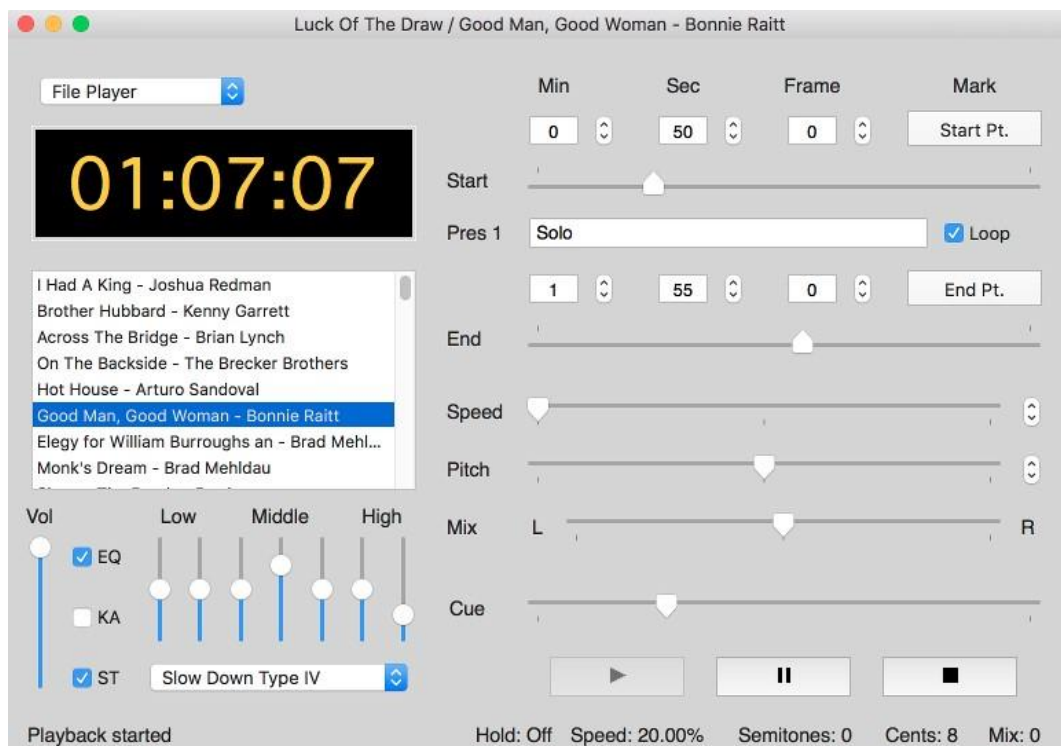 Luck Of The Draw / Good Man, Good Woman - Bonnie Raitt
File Player
01:07:07
Min Sec Frame Mark
0 50 0 Start Pt.
Start
Pres 1 Solo Loop
1 55 0 End Pt.
End
I Had A King - Joshua Redman
Brother Hubbard - Kenny Garrett
Across The Bridge - Brian Lynch
On The Backside - The Brecker Brothers
Hot House - Arturo Sandoval
Good Man, Good Woman - Bonnie Raitt
Elegy for William Burroughs an - Brad Mehl...
Monk's Dream - Brad Mehldau
Speed
Pitch
Mix L R
Cue
Vol Low Middle High
EQ
KA
ST Slow Down Type IV
Playback started Hold: Off Speed: 20.00% Semitones: 0 Cents: 8 Mix: 0